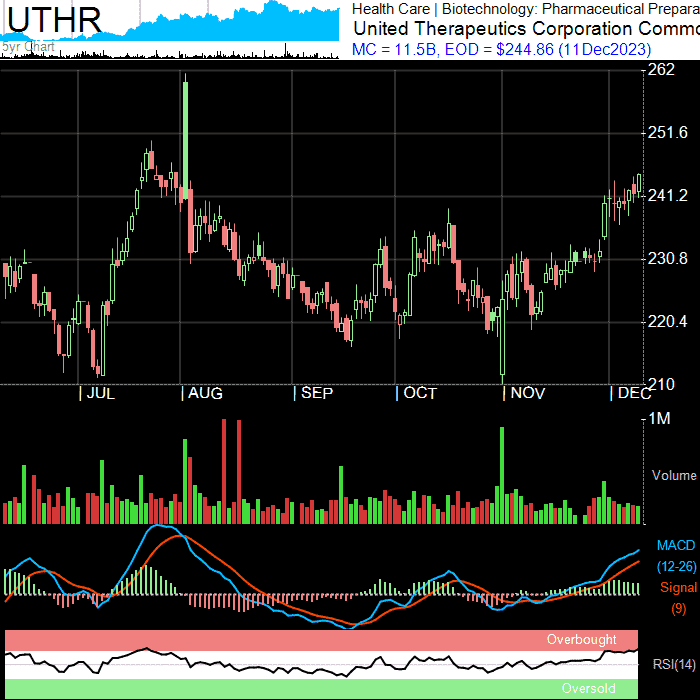 UTHR
5yr Chart
Health Care | Biotechnology: Pharmaceutical Prepara
United Therapeutics Corporation Commo
MC = 11.5B, EOD = $244.86 (11Dec2023)
262
251.6
241.2
230.8
220.4
210
| JUL | AUG | SEP | OCT | NOV | DEC
1M
Volume
MACD
(12-26)
Signal
(9)
Overbought
RSI(14)
Oversold